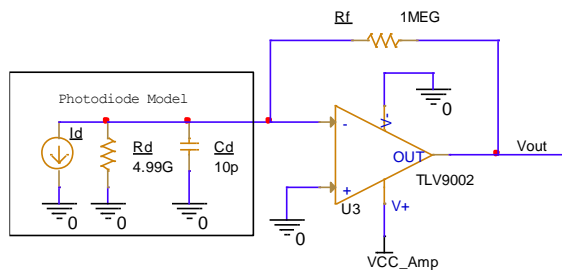 Rf 1MEG
Photodiode Model
Id
Rd
4.99G
Cd
10p
0
0
0
-
+
V-
0
OUT
Vout
TLV9002
U3
V+
0
VCC_Amp